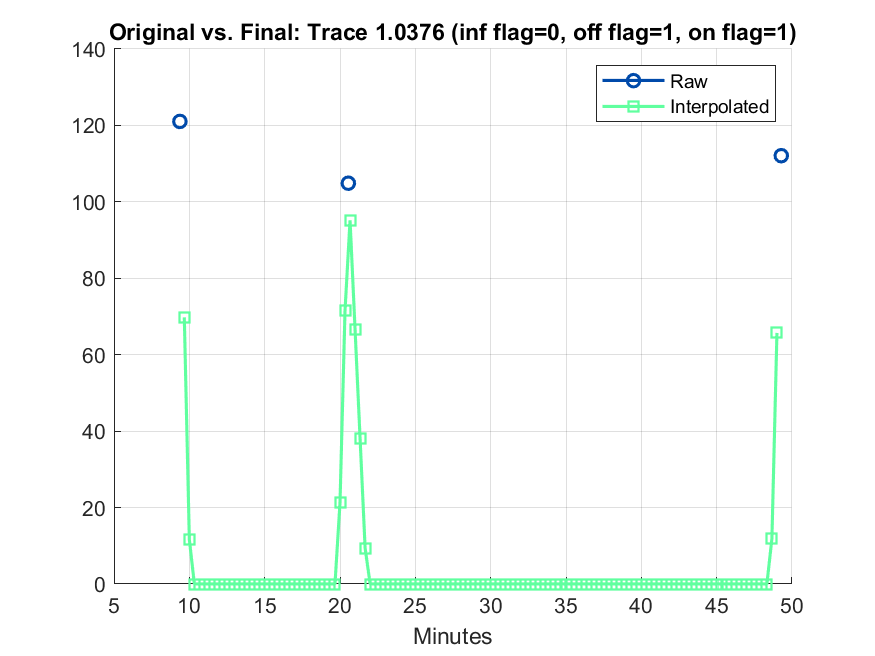 Original vs. Final: Trace 1.0376 (inf flag=0, off flag=1, on flag=1)
140
120
100
80
60
40
20
0
Raw
Interpolated
5 10 15 20 25 30 35 40 45 50
Minutes